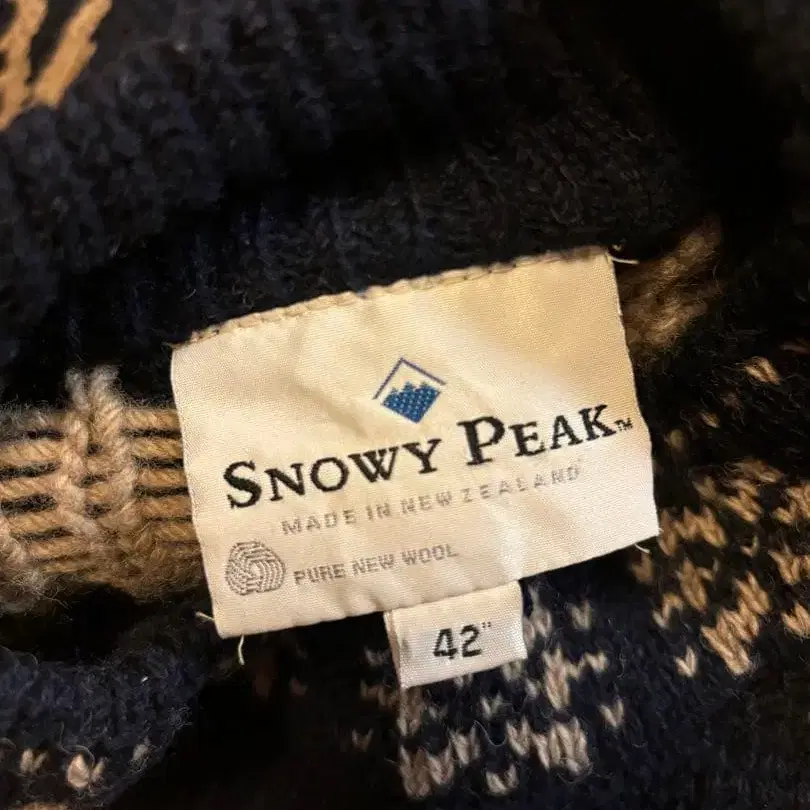 SNOWY PEAK™
MADE IN NEW ZEALAND
PURE NEW WOOL
42"